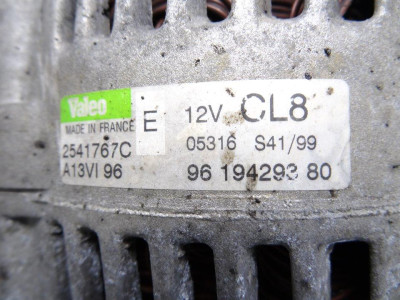 Valeo
MADE IN FRANCE E 12V CL8
2541767C 05316 S41/99
A13VI 96 96 194293 80